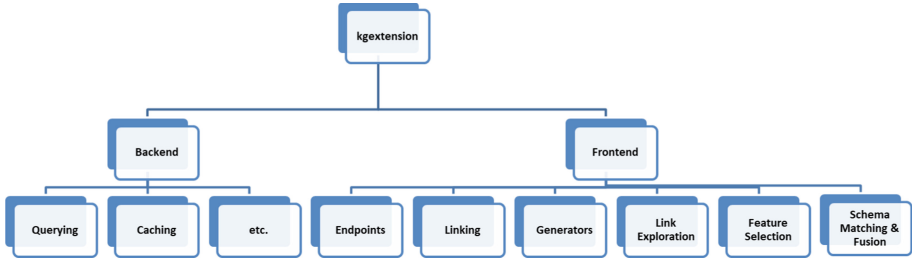 kgextension
Backend
Frontend
Querying
Caching
etc.
Endpoints
Linking
Generators
Link
Exploration
Feature
Selection
Schema
Matching &
Fusion